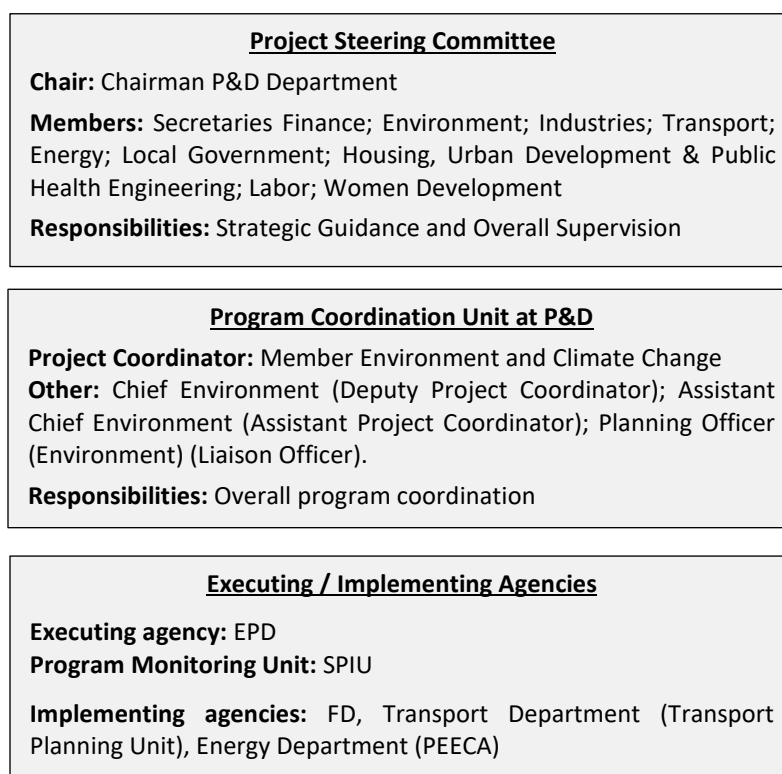 Project Steering Committee
Chair: Chairman P&D Department
Members: Secretaries Finance; Environment; Industries; Transport;
Energy; Local Government; Housing, Urban Development & Public
Health Engineering; Labor; Women Development
Responsibilities: Strategic Guidance and Overall Supervision
Program Coordination Unit at P&D
Project Coordinator: Member Environment and Climate Change
Other: Chief Environment (Deputy Project Coordinator); Assistant
Chief Environment (Assistant Project Coordinator); Planning Officer
(Environment) (Liaison Officer).
Responsibilities: Overall program coordination
Executing / Implementing Agencies
Executing agency: EPD
Program Monitoring Unit: SPIU
Implementing agencies: FD, Transport Department (Transport
Planning Unit), Energy Department (PEECA)